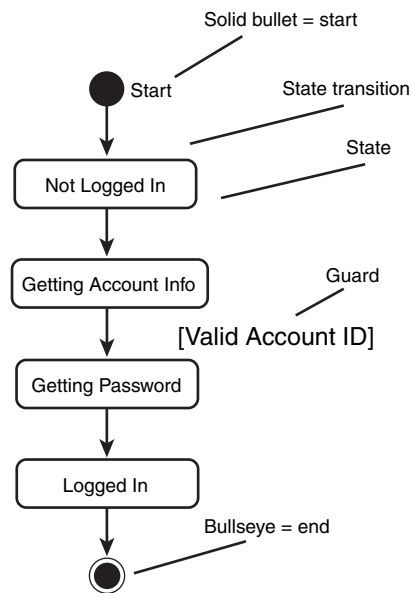 Solid bullet = start
Start
State transition
State
Not Logged In
Getting Account Info
Guard
[Valid Account ID]
Getting Password
Logged In
Bullseye = end